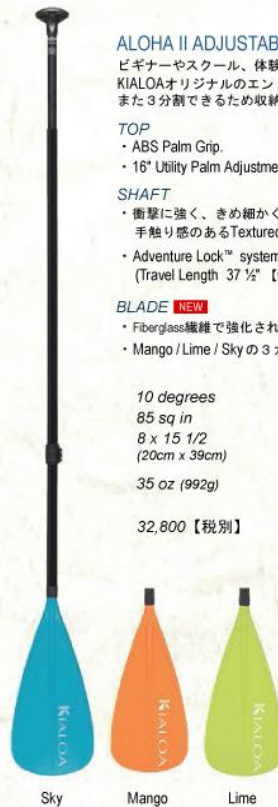 ALOHA II ADJUSTAB
ビギナーやスクール、体験
KIALOAオリジナルのエン
また３分割できるため収納
TOP
・ABS Palm Grip.
・16" Utility Palm Adjustme
SHAFT
・衝撃に強く、きめ細かく
手触り感のあるTextured
・Adventure Lock™ system
(Travel Length 37 ½" 【
BLADE NEW
・Fiberglass繊維で強化され
・Mango / Lime / Sky の３カ
10 degrees
85 sq in
8 x 15 1/2
(20cm x 39cm)
35 oz (992g)
32,800【税別】
KIALOA
KIALOA
KIALOA
Sky
Mango
Lime